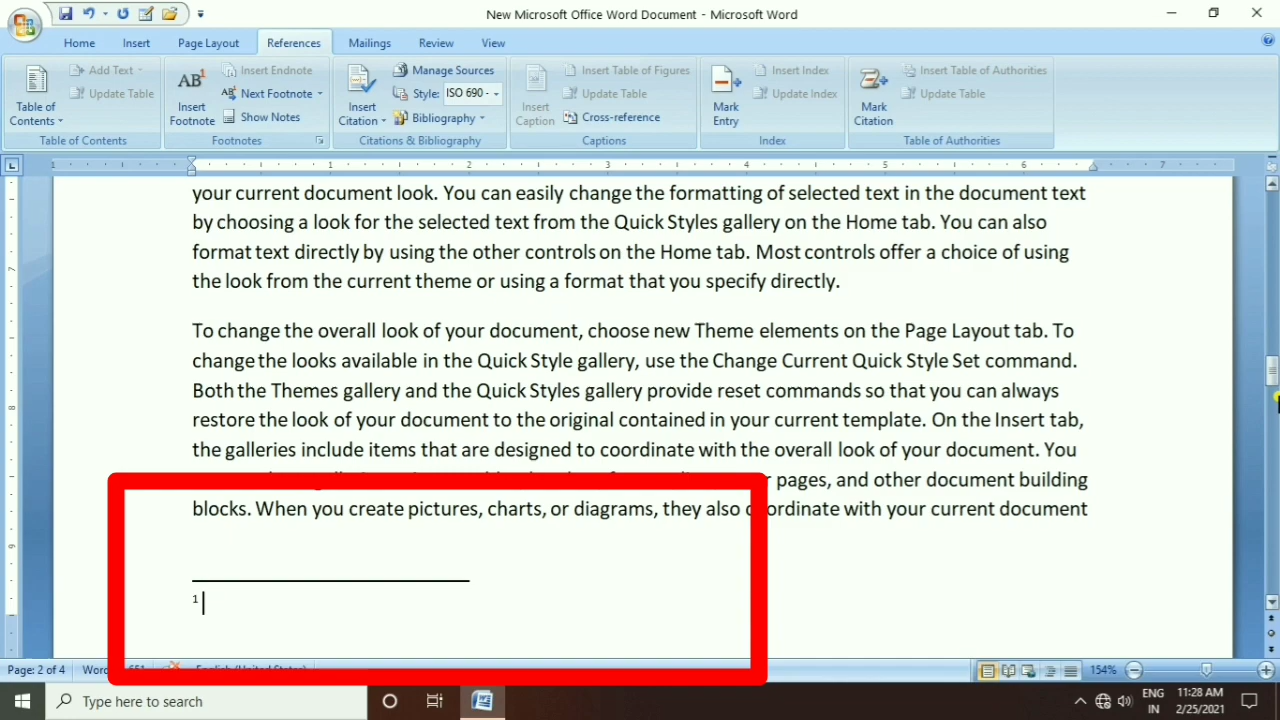 New Microsoft Office Word Document - Microsoft Word
Home Insert Page Layout References Mailings Review View
Table of Contents
Add Text
Update Table
Table of Contents
AB1 Insert Footnote
Insert Endnote
Next Footnote
Show Notes
Footnotes
Insert Citation
Manage Sources
Style: ISO 690 -
Bibliography
Citations & Bibliography
Insert Caption
Insert Table of Figures
Update Table
Cross-reference
Captions
Mark Entry
Insert Index
Update Index
Index
Mark Citation
Insert Table of Authorities
Update Table
Table of Authorities
1 1 2 4 5 6 7
your current document look. You can easily change the formatting of selected text in the document text
by choosing a look for the selected text from the Quick Styles gallery on the Home tab. You can also
format text directly by using the other controls on the Home tab. Most controls offer a choice of using
the look from the current theme or using a format that you specify directly.
To change the overall look of your document, choose new Theme elements on the Page Layout tab. To
change the looks available in the Quick Style gallery, use the Change Current Quick Style Set command.
Both the Themes gallery and the Quick Styles gallery provide reset commands so that you can always
restore the look of your document to the original contained in your current template. On the Insert tab,
the galleries include items that are designed to coordinate with the overall look of your document. You
pages, and other document building
blocks. When you create pictures, charts, or diagrams, they also coordinate with your current document
1
Page: 2 of 4 651 English (United States) 154%
Type here to search
ENG
IN
11:28 AM
2/25/2021